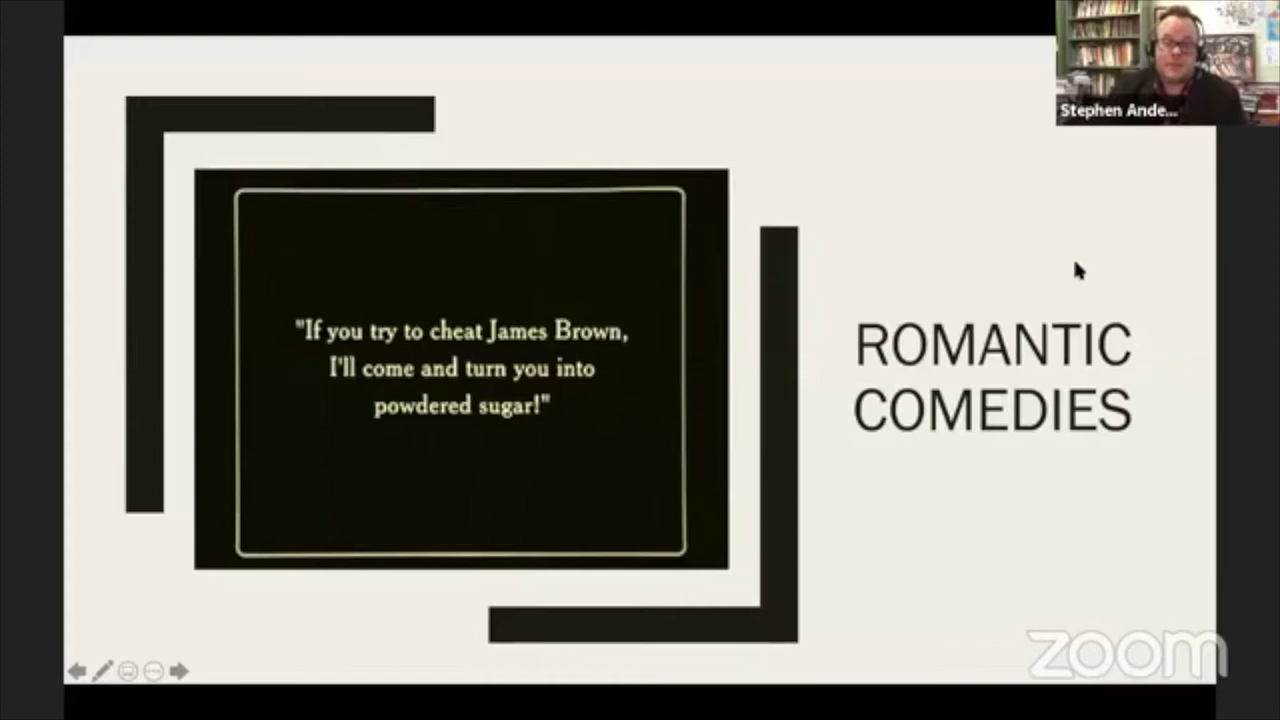 Stephen Ande...
"If you try to cheat James Brown,
I'll come and turn you into
powdered sugar!"
ROMANTIC
COMEDIES
zoom